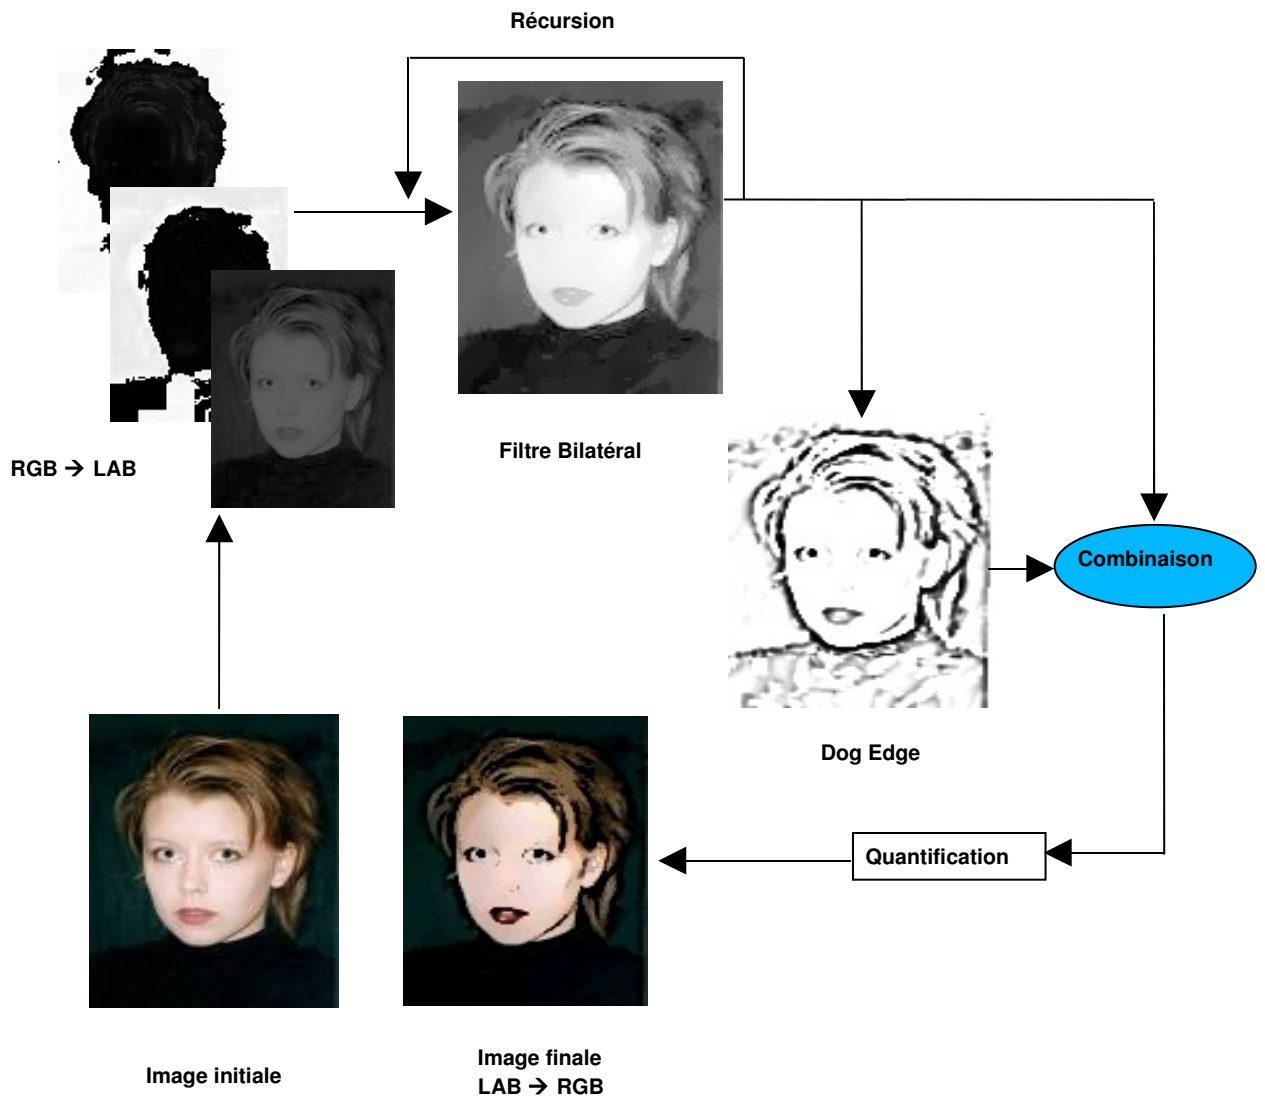 Récursion
Filtre Bilatéral
RGB → LAB
Combinaison
Dog Edge
Quantification
Image initiale
Image finale
LAB → RGB